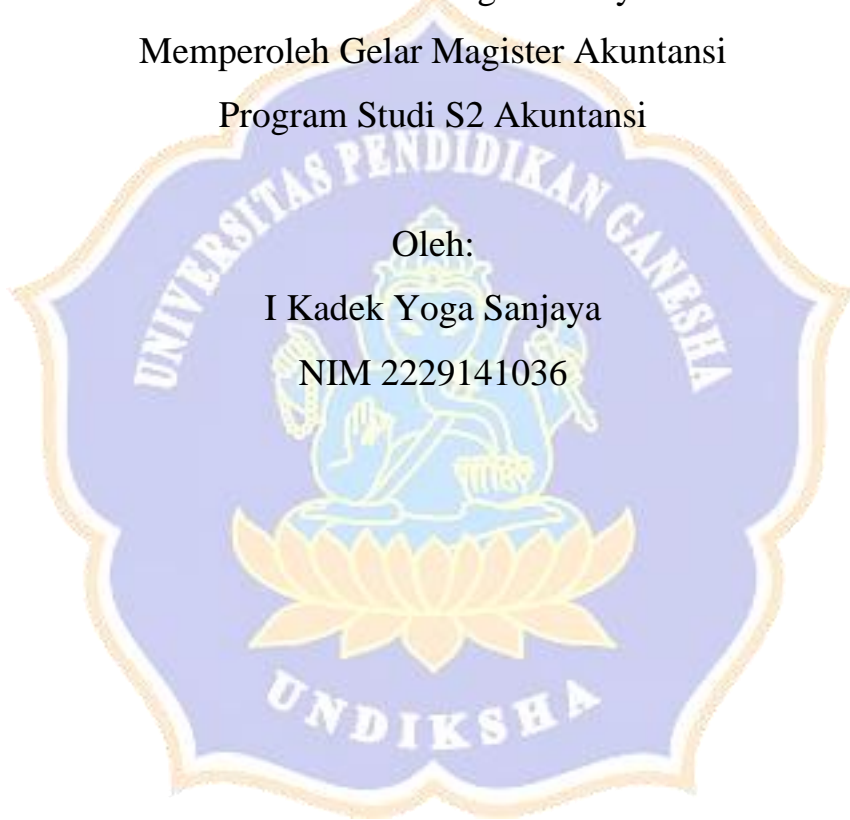 Memperoleh Gelar Magister Akuntansi
Program Studi S2 Akuntansi
UNIVERSITAS PENDIDIKAN GANESHA
Oleh:
I Kadek Yoga Sanjaya
NIM 2229141036
UNDIKSHA